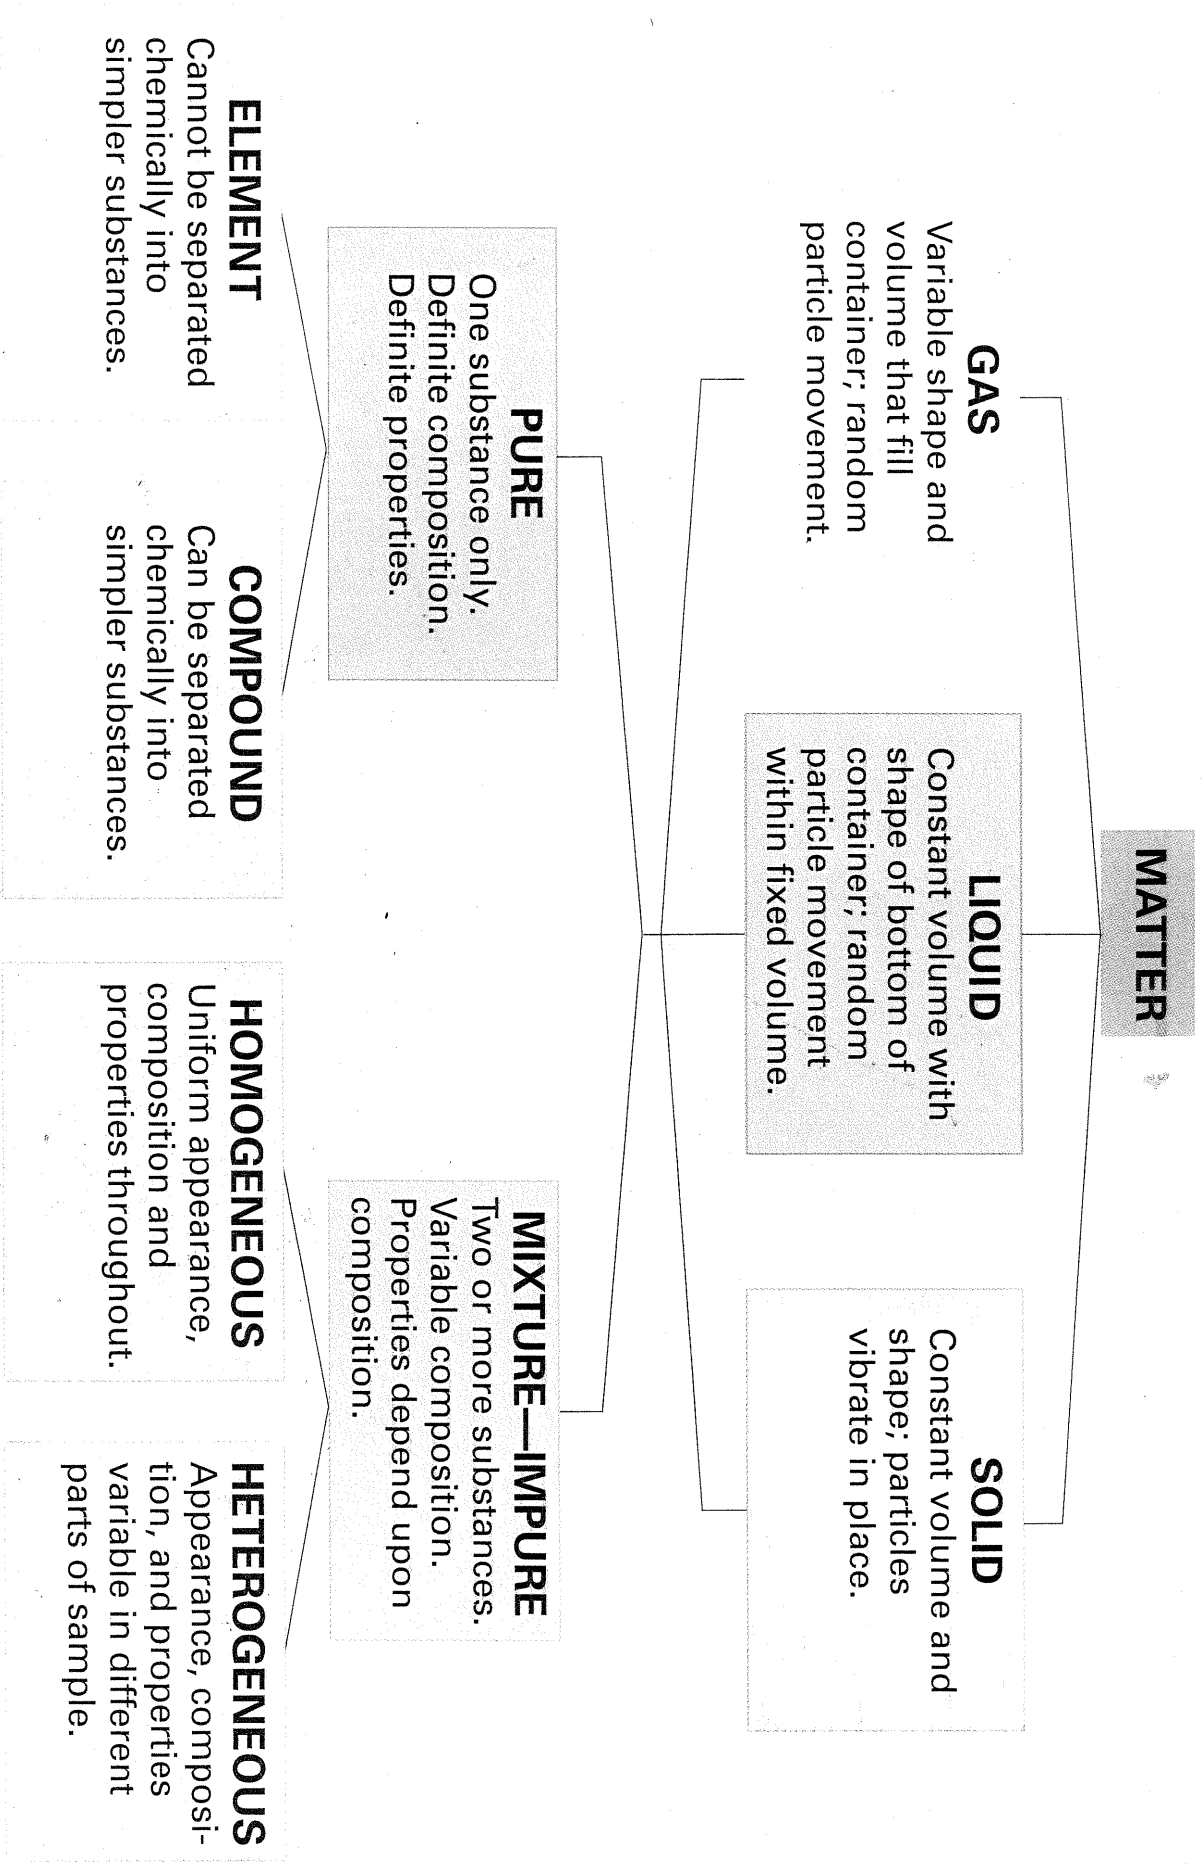 MATTER
GAS
Variable shape and
volume that fill
container; random
particle movement.
LIQUID
Constant volume with
shape of bottom of
container; random
particle movement
within fixed volume.
SOLID
Constant volume and
shape; particles
vibrate in place.
PURE
One substance only.
Definite composition.
Definite properties.
MIXTURE—IMPURE
Two or more substances.
Variable composition.
Properties depend upon
composition.
ELEMENT
Cannot be separated
chemically into
simpler substances.
COMPOUND
Can be separated
chemically into
simpler substances.
HOMOGENEOUS
Uniform appearance,
composition and
properties throughout.
HETEROGENEOUS
Appearance, composi-
tion, and properties
variable in different
parts of sample.